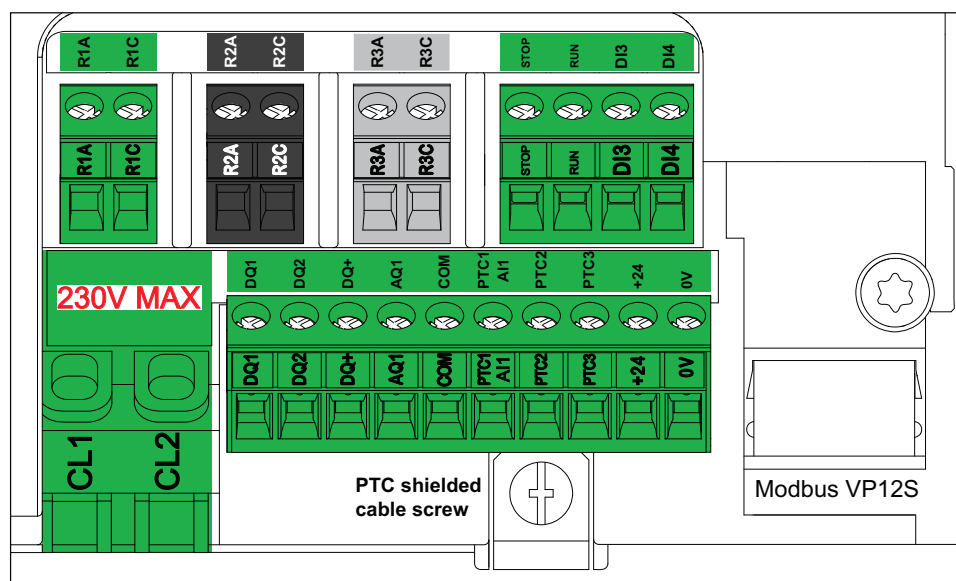 R1A R1C R2A R2C R3A R3C STOP RUN DI3 DI4
R1A R1C R2A R2C R3A R3C STOP RUN DI3 DI4
230V MAX
DQ1 DQ2 DQ+ AQ1 COM PTC1 AI1 PTC2 PTC3 +24 0V
DQ1 DQ2 DQ+ AQ1 COM PTC1 AI1 PTC2 PTC3 +24 0V
CL1 CL2
PTC shielded
cable screw
Modbus VP12S